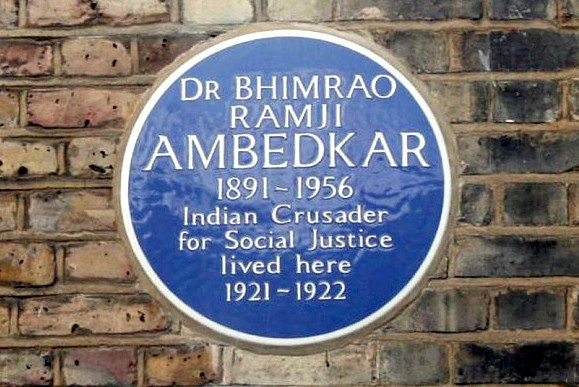 DR BHIMRAO
RAMJI
AMBEDKAR
1891-1956
Indian Crusader
for Social Justice
lived here
1921-1922